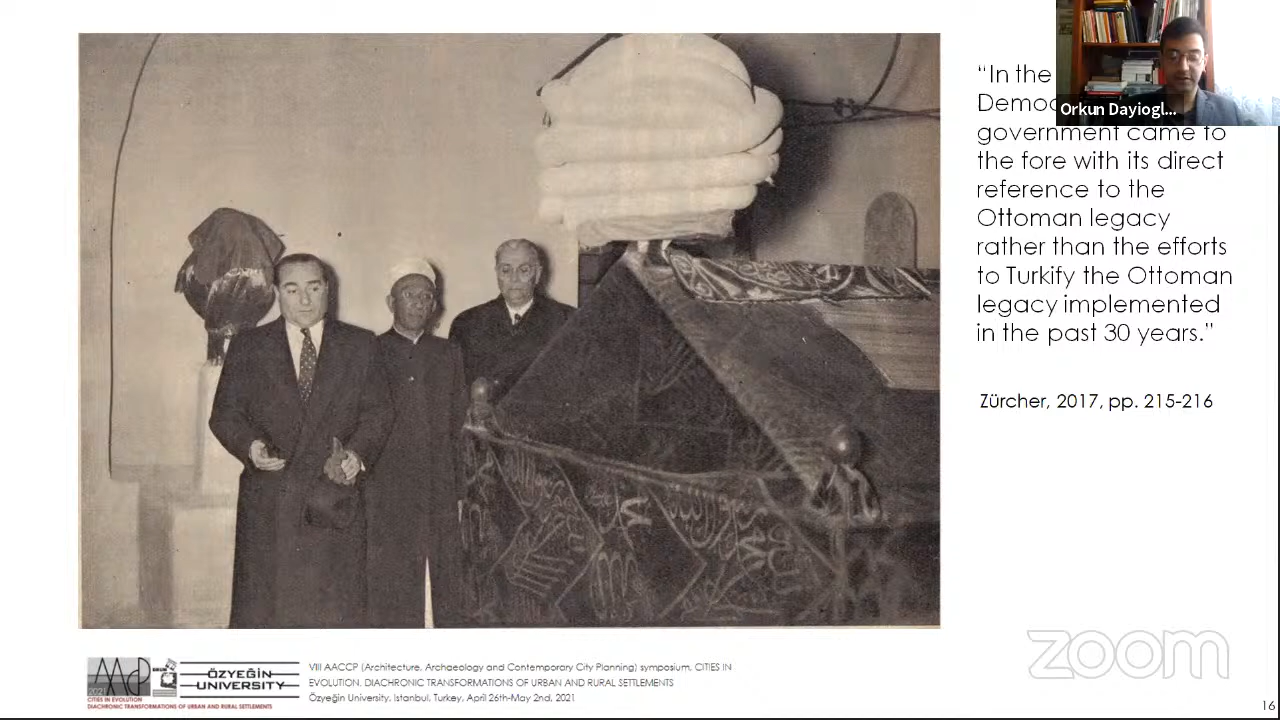 “In the
Orkun Dayiogl...
government came to
the fore with its direct
reference to the
Ottoman legacy
rather than the efforts
to Turkify the Ottoman
legacy implemented
in the past 30 years.”
Zürcher, 2017, pp. 215-216
zoom
AACCP
CITIES IN EVOLUTION
DIACHRONIC TRANSFORMATIONS OF URBAN AND RURAL SETTLEMENTS
ÖZYEĞİN
UNIVERSITY
VIII AACCP (Architecture, Archaeology and Contemporary City Planning) symposium, CITIES IN
EVOLUTION. DIACHRONIC TRANSFORMATIONS OF URBAN AND RURAL SETTLEMENTS
Özyeğin University, Istanbul, Turkey, April 26th-May 2nd, 2021
16